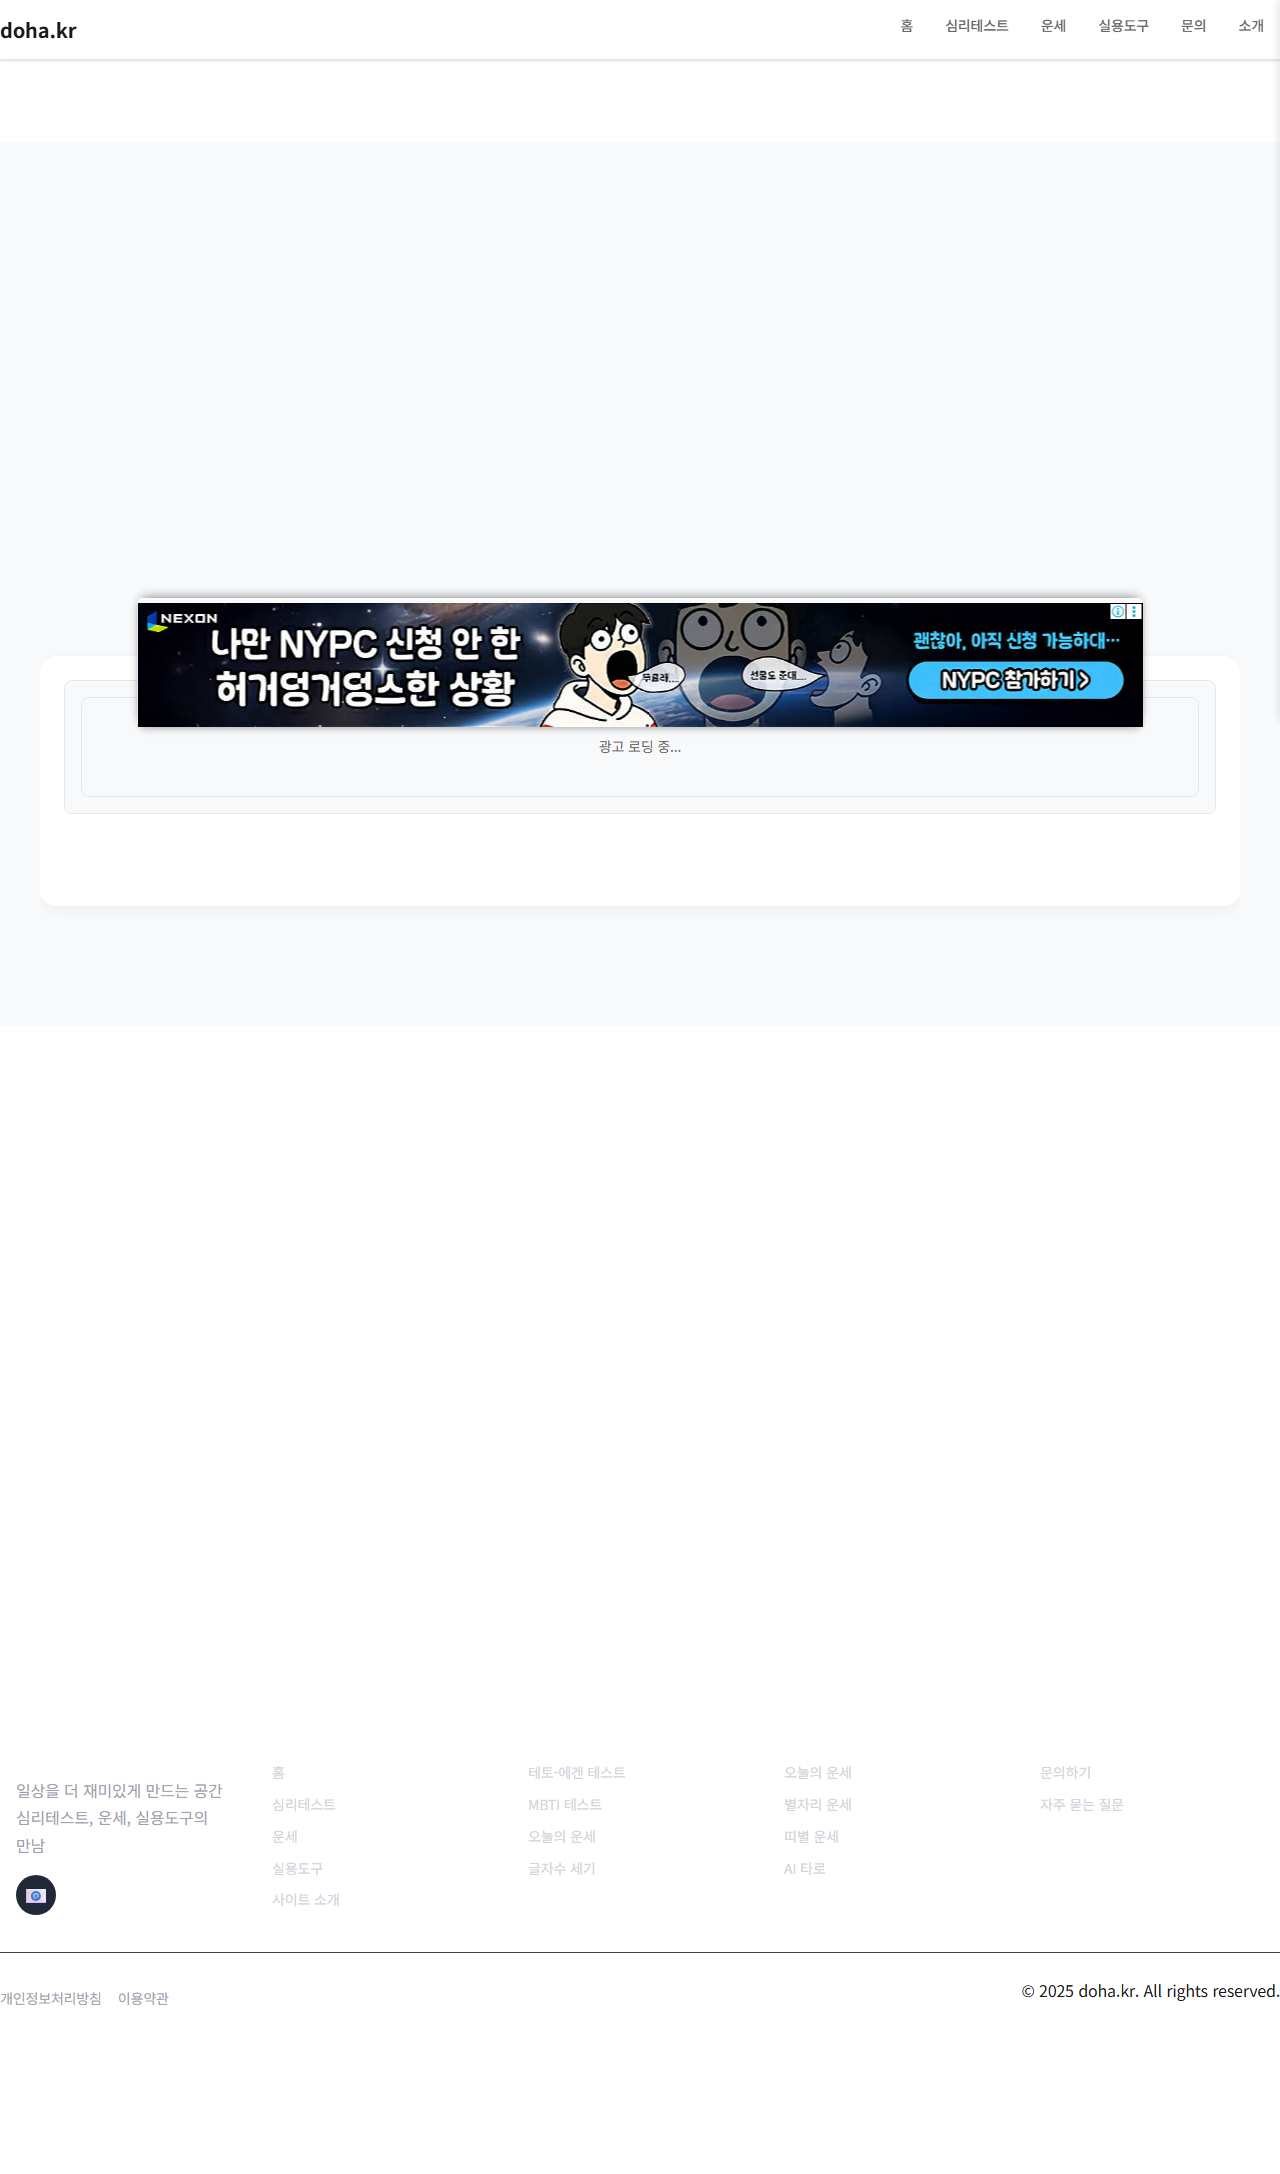 doha.kr
홈
심리테스트
운세
실용도구
문의
소개
NEXON
나만 NYPC 신청 안 한
허거덩거덩스한 상황
무료래....
선물도 준대....
괜찮아, 아직 신청 가능하대…
NYPC 참가하기 >
광고 로딩 중...
일상을 더 재미있게 만드는 공간
심리테스트, 운세, 실용도구의
만남
홈
심리테스트
운세
실용도구
사이트 소개
테토-에겐 테스트
MBTI 테스트
오늘의 운세
글자수 세기
오늘의 운세
별자리 운세
띠별 운세
AI 타로
문의하기
자주 묻는 질문
개인정보처리방침
이용약관
© 2025 doha.kr. All rights reserved.